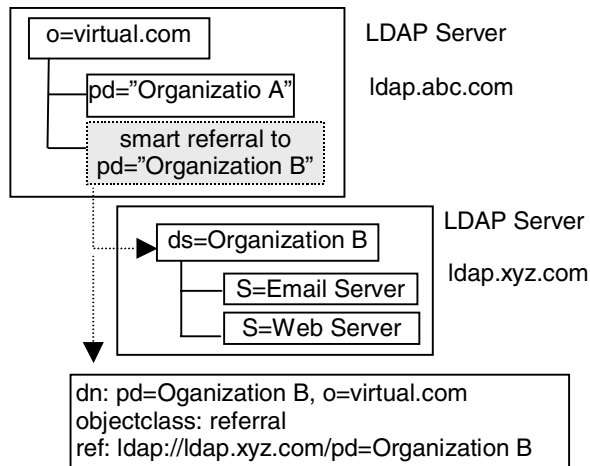 o=virtual.com
LDAP Server
pd=”Organizatio A”
ldap.abc.com
smart referral to
pd=”Organization B”
LDAP Server
ds=Organization B
ldap.xyz.com
S=Email Server
S=Web Server
dn: pd=Oganization B, o=virtual.com
objectclass: referral
ref: ldap://ldap.xyz.com/pd=Organization B